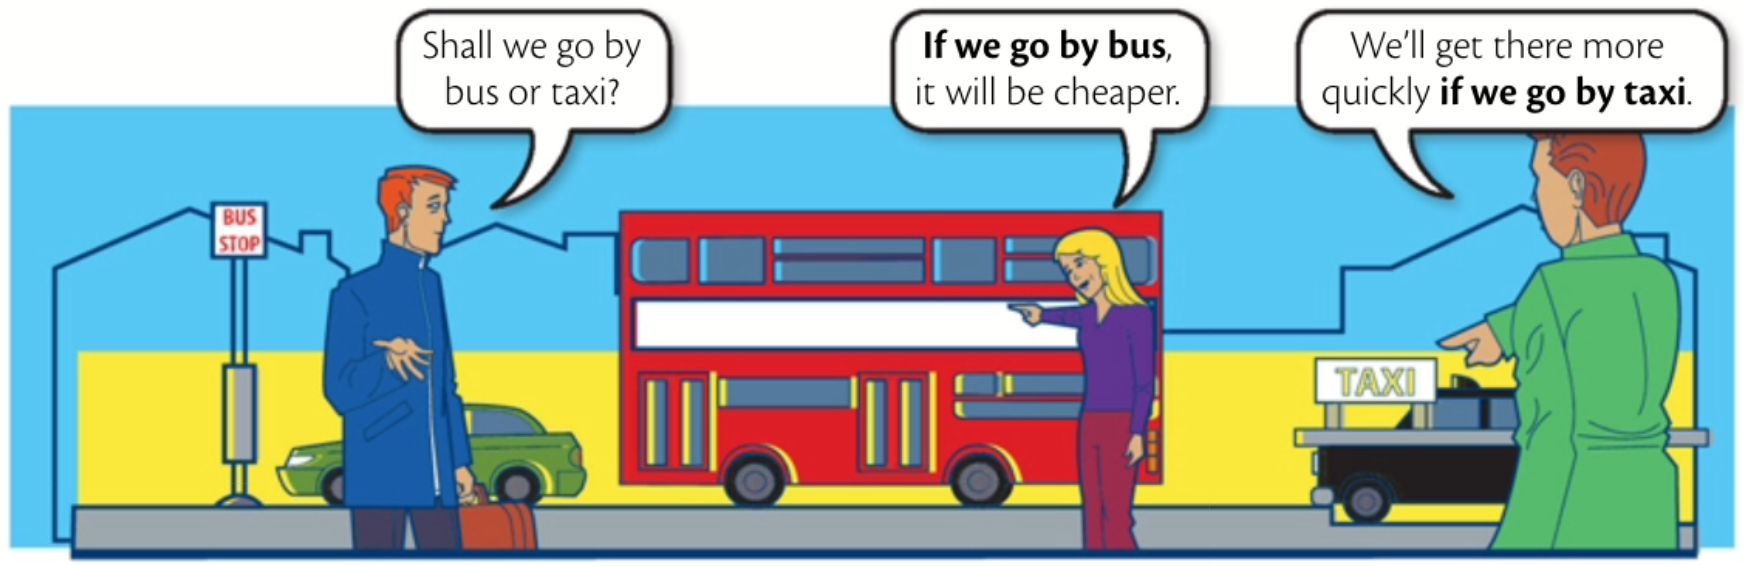 Shall we go by
bus or taxi?
If we go by bus,
it will be cheaper.
We'll get there more
quickly if we go by taxi.
BUS
STOP
TAXI